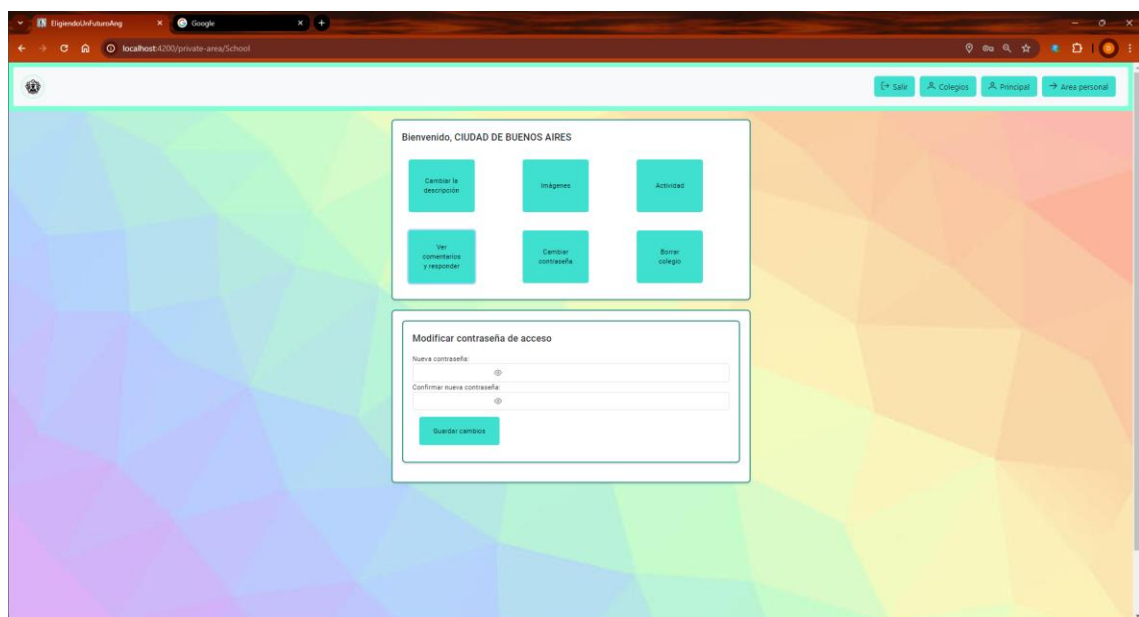 EligiendoUnFuturoAng
Google
localhost:4200/private-area/School
Salir
Colegios
Principal
Area personal
Bienvenido, CIUDAD DE BUENOS AIRES
Cambiar la
descripción
Imágenes
Actividad
Ver
comentarios
y responder
Cambiar
contraseña
Borrar
colegio
Modificar contraseña de acceso
Nueva contraseña:
Confirmar nueva contraseña:
Guardar cambios